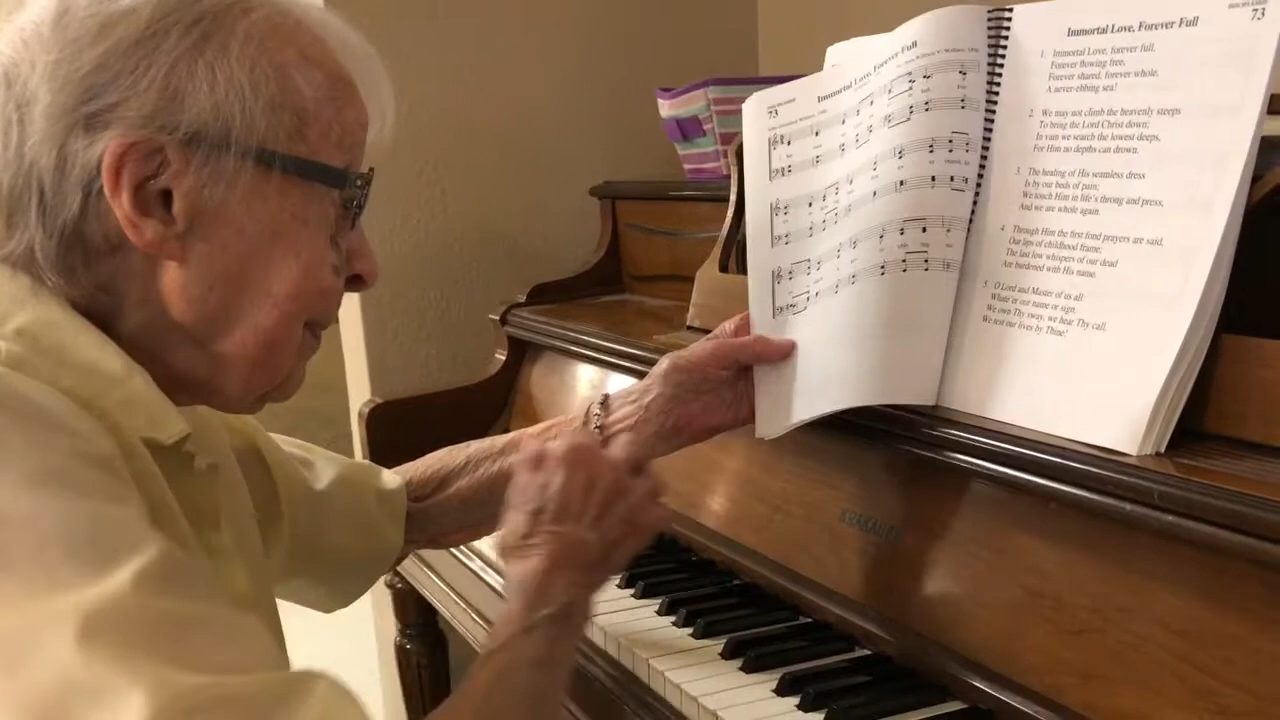 Immortal Love, Forever Full
73
73
Immortal Love, Forever Full
1. Immortal Love, forever full,
Forever flowing free,
Forever shared, forever whole,
A never-ebbing sea!
2. We may not climb the heavenly steeps
To bring the Lord Christ down;
In vain we search the lowest deeps,
For Him no depths can drown.
3. The healing of His seamless dress
Is by our beds of pain;
We touch Him in life's throng and press,
And we are whole again.
4. Through Him the first fond prayers are said,
Our lips of childhood frame;
The last low whispers of our dead
Are burdened with His name.
5. O Lord and Master of us all:
Whate'er our name or sign,
We own Thy sway, we hear Thy call,
We test our lives by Thine!
KRAKAUER